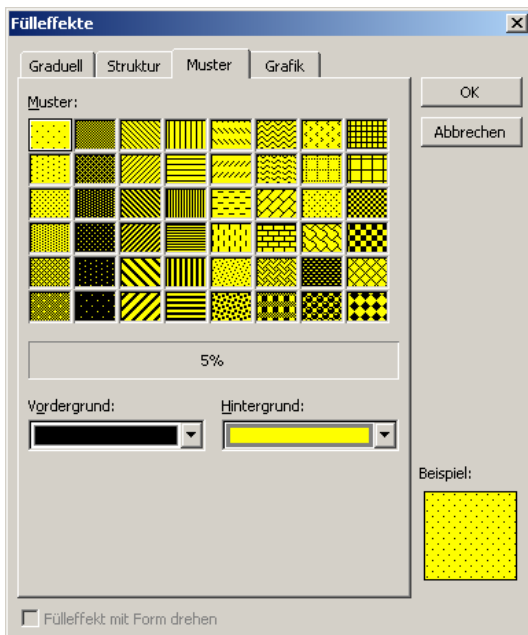 Fülleffekte
Graduell Struktur Muster Grafik
OK
Abbrechen
Muster:
5%
Vordergrund: Hintergrund:
Beispiel:
Fülleffekt mit Form drehen